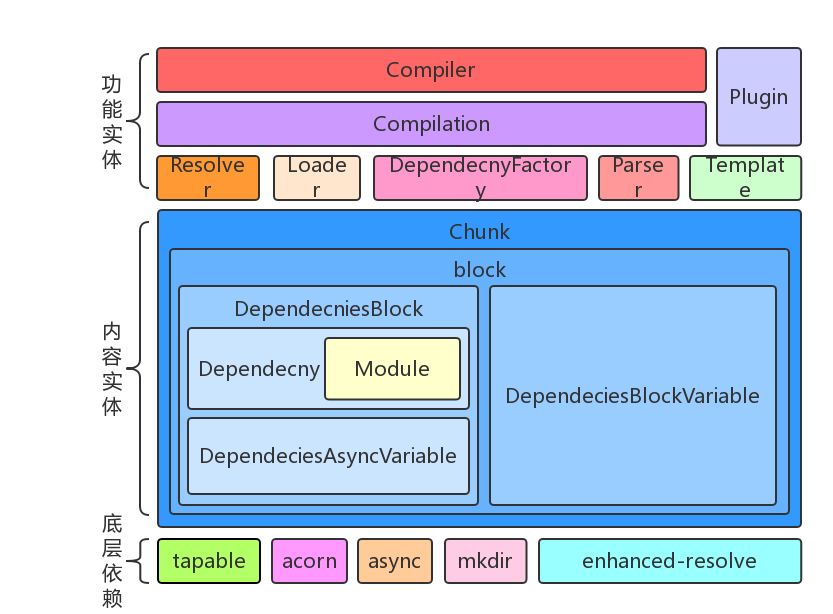 功
能
实
体
Compiler
Plugin
Compilation
Resolve
r
Loade
r
DependecnyFactor
y
Parse
r
Templat
e
内
容
实
体
Chunk
block
DependecniesBlock
Dependecny
Module
DependeciesAsyncVariable
DependeciesBlockVariable
底
层
依
赖
tapable
acorn
async
mkdir
enhanced-resolve